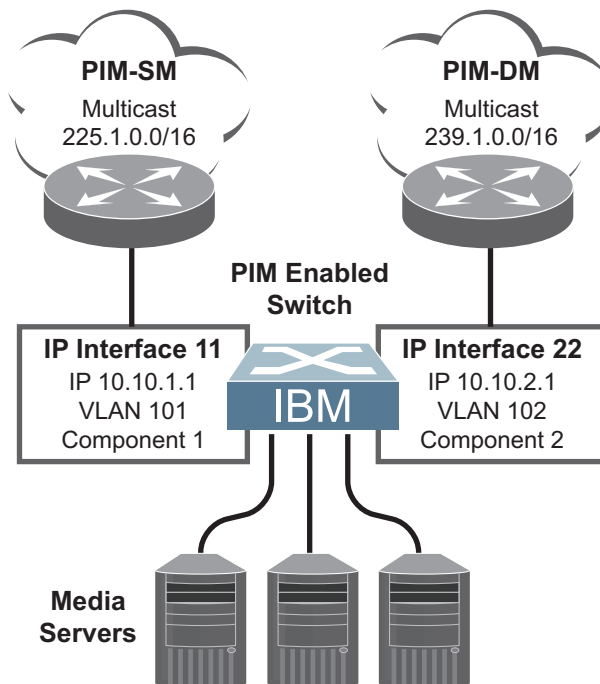 PIM-SM
Multicast
225.1.0.0/16
PIM-DM
Multicast
239.1.0.0/16
PIM Enabled
Switch
IP Interface 11
IP 10.10.1.1
VLAN 101
Component 1
IBM
IP Interface 22
IP 10.10.2.1
VLAN 102
Component 2
Media
Servers